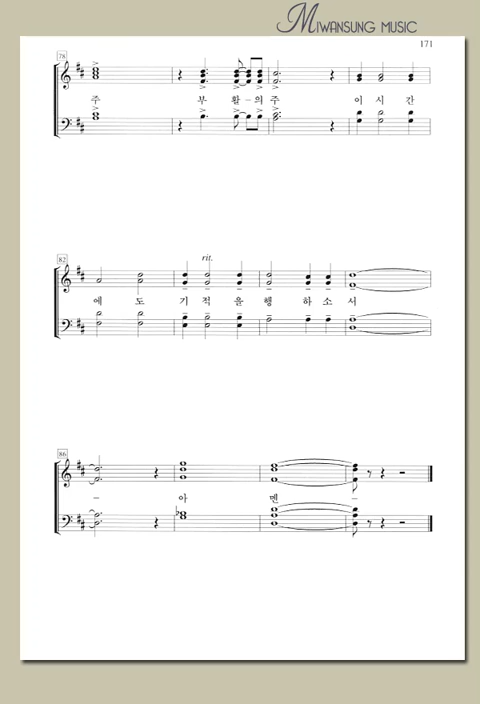 MIWANSUNG MUSIC
171
78
주 부 활 - 의 주 이 시 간
82
rit.
에 도 기 적 을 행 하 소 서
86
- 아 멘 -